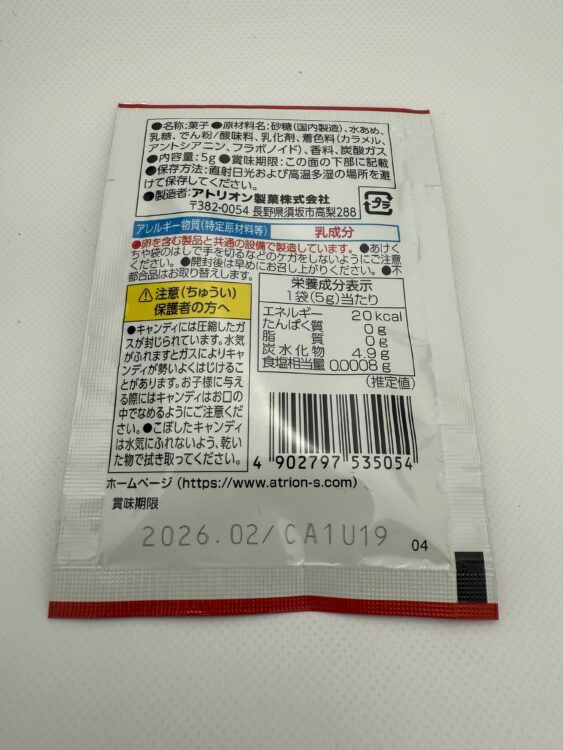 ●名称:菓子 ●原材料名:砂糖(国内製造)、水あめ、
乳糖、でん粉/酸味料、乳化剤、着色料(カラメル、
アントシアニン、フラボノイド)、香料、炭酸ガス
●内容量:5g ●賞味期限:この面の下部に記載
●保存方法:直射日光および高温多湿の場所を避
けて保存してください。
●製造者:アトリオン製菓株式会社
〒382-0054 長野県須坂市高梨288
プラ
アレルギー物質(特定原材料等) 乳成分
●卵を含む製品と共通の設備で製造しています。 ●あけく
ちや袋のはしで手を切るなどのケガをしないようにご注意
ください。●開封後は早めにお召し上がりください。●不
都合品はお取り替えします。
⚠注意(ちゅうい)
保護者の方へ
●キャンディには圧縮したガ
スが封じられています。水気
がふれますとガスによりキャ
ンディが勢いよくはじけるこ
とがあります。お子様に与え
る際にはキャンディはお口の
中でなめるようにご注意くだ
さい。●こぼしたキャンディ
は水気にふれないよう、乾い
た物で拭き取ってください。
栄養成分表示
1袋(5g)当たり
エネルギー 20kcal
たんぱく質 0g
脂質 0g
炭水化物 4.9g
食塩相当量 0.0008g
(推定値)
4 902797 535054
ホームページ(https://www.atrion-s.com)
賞味期限
2026.02/CA1U19
04